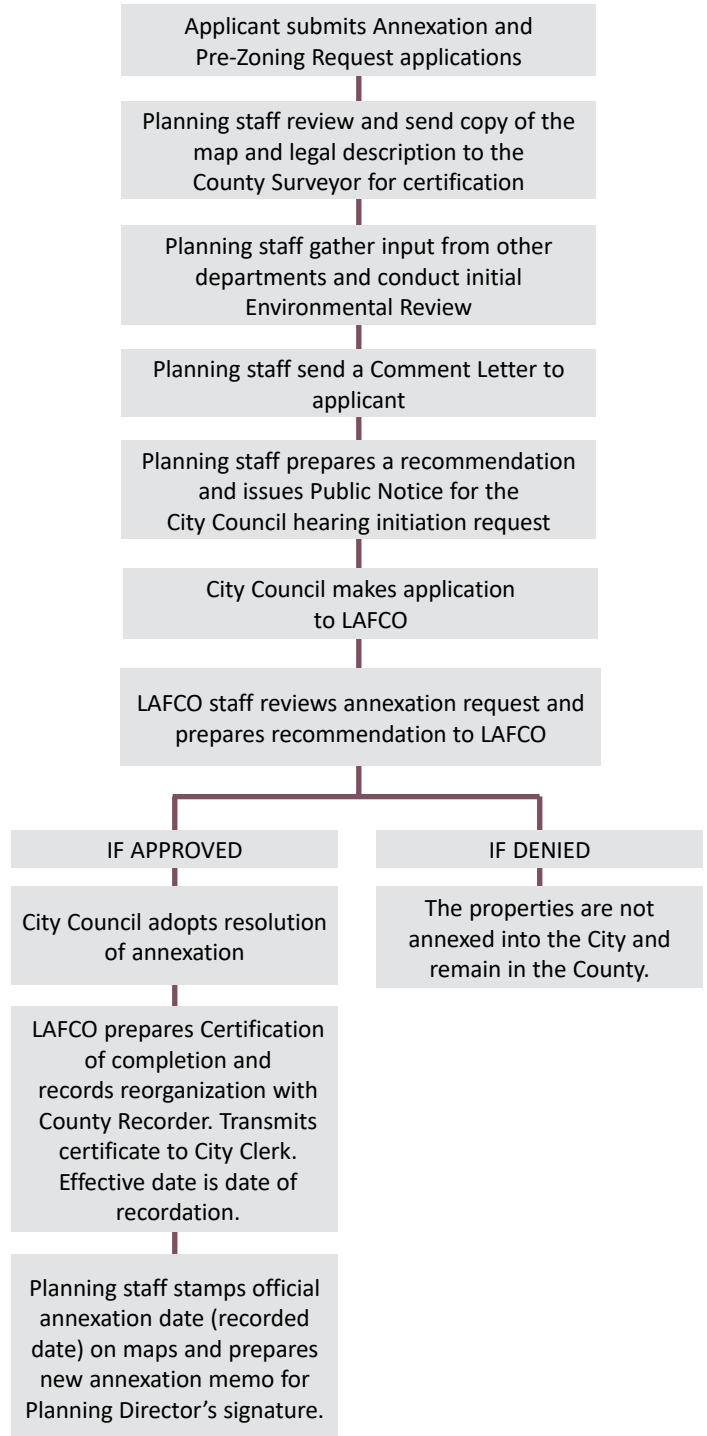 Applicant submits Annexation and
Pre-Zoning Request applications
Planning staff review and send copy of the
map and legal description to the
County Surveyor for certification
Planning staff gather input from other
departments and conduct initial
Environmental Review
Planning staff send a Comment Letter to
applicant
Planning staff prepares a recommendation
and issues Public Notice for the
City Council hearing initiation request
City Council makes application
to LAFCO
LAFCO staff reviews annexation request and
prepares recommendation to LAFCO
IF APPROVED
City Council adopts resolution
of annexation
LAFCO prepares Certification
of completion and
records reorganization with
County Recorder. Transmits
certificate to City Clerk.
Effective date is date of
recordation.
Planning staff stamps official
annexation date (recorded
date) on maps and prepares
new annexation memo for
Planning Director’s signature.
IF DENIED
The properties are not
annexed into the City and
remain in the County.